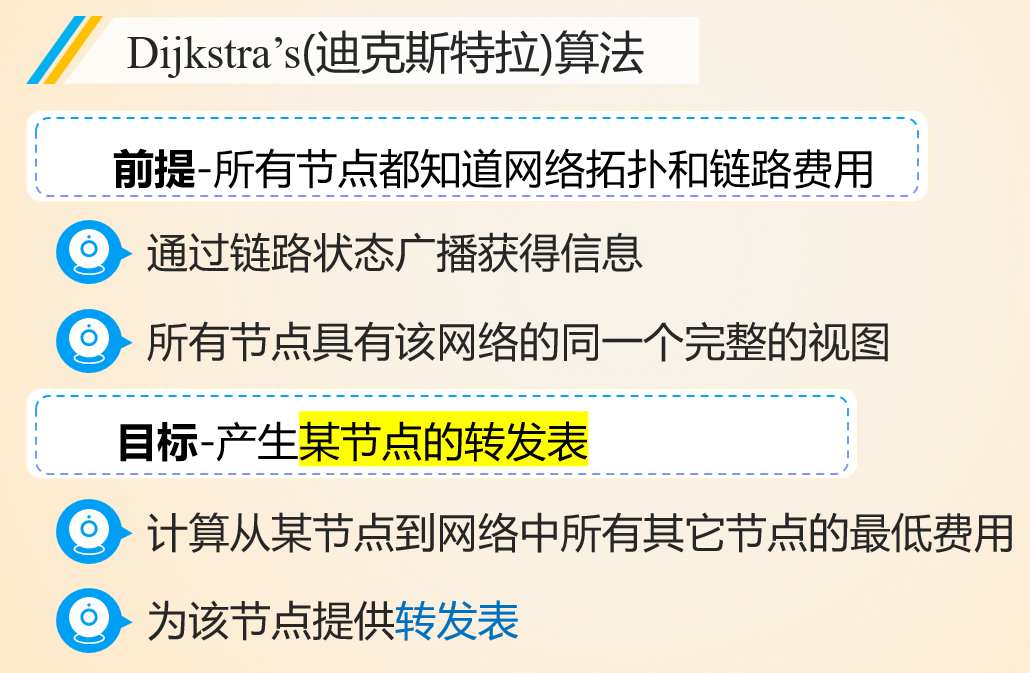 Dijkstra’s(迪克斯特拉)算法
前提-所有节点都知道网络拓扑和链路费用
通过链路状态广播获得信息
所有节点具有该网络的同一个完整的视图
目标-产生某节点的转发表
计算从某节点到网络中所有其它节点的最低费用
为该节点提供转发表